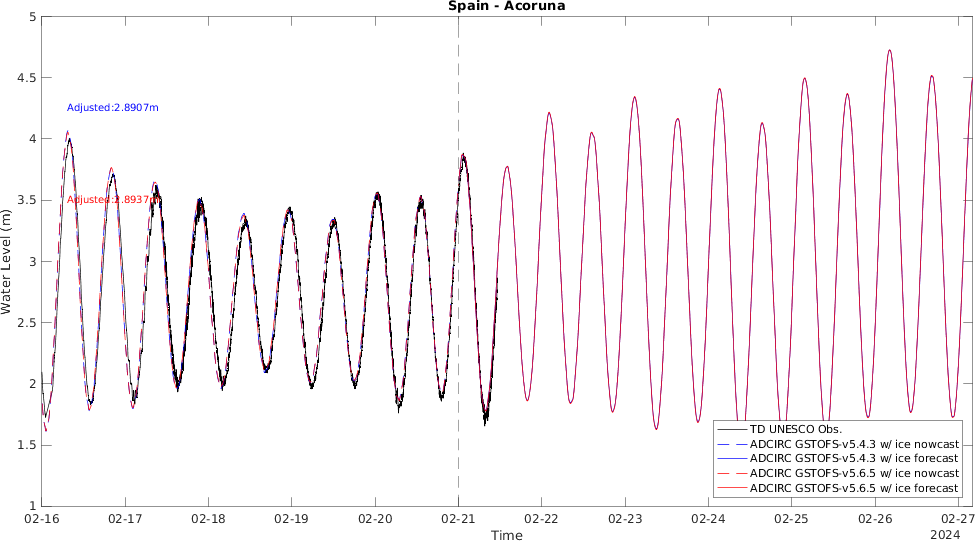 Spain - Acoruna
5
4.5
4
3.5
3
2.5
2
1.5
1
Water Level (m)
Adjusted:2.8907m
Adjusted:2.8937m
TD UNESCO Obs.
ADCIRC GSTOFS-v5.4.3 w/ ice nowcast
ADCIRC GSTOFS-v5.4.3 w/ ice forecast
ADCIRC GSTOFS-v5.6.5 w/ ice nowcast
ADCIRC GSTOFS-v5.6.5 w/ ice forecast
02-16 02-17 02-18 02-19 02-20 02-21 02-22 02-23 02-24 02-25 02-26 02-27
Time
2024